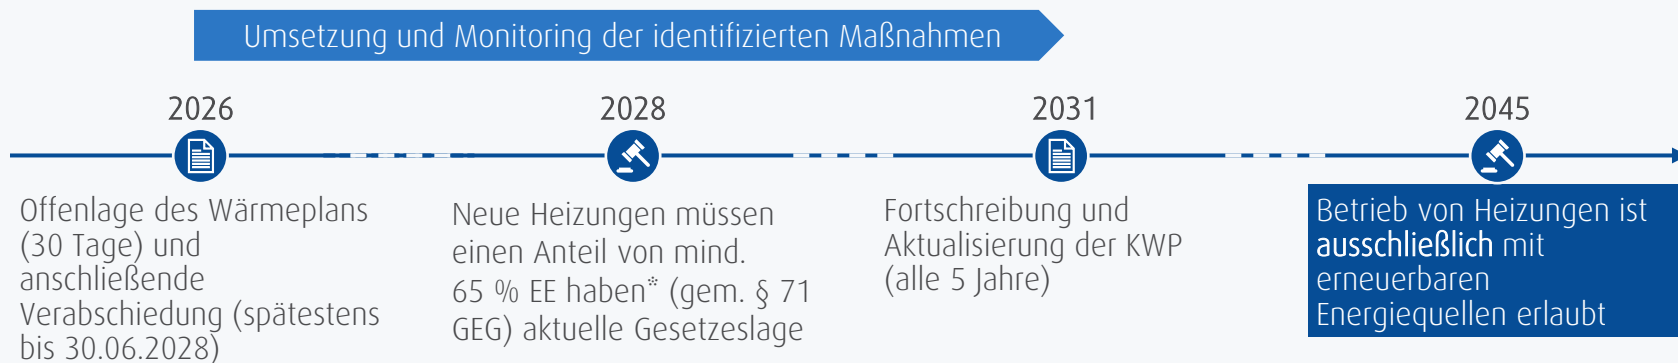 Umsetzung und Monitoring der identifizierten Maßnahmen
2026
2028
2031
2045
Offenlage des Wärmeplans
(30 Tage) und
anschließende
Verabschiedung (spätestens
bis 30.06.2028)
Neue Heizungen müssen
einen Anteil von mind.
65 % EE haben* (gem. § 71
GEG) aktuelle Gesetzeslage
Fortschreibung und
Aktualisierung der KWP
(alle 5 Jahre)
Betrieb von Heizungen ist
ausschließlich mit
erneuerbaren
Energiequellen erlaubt